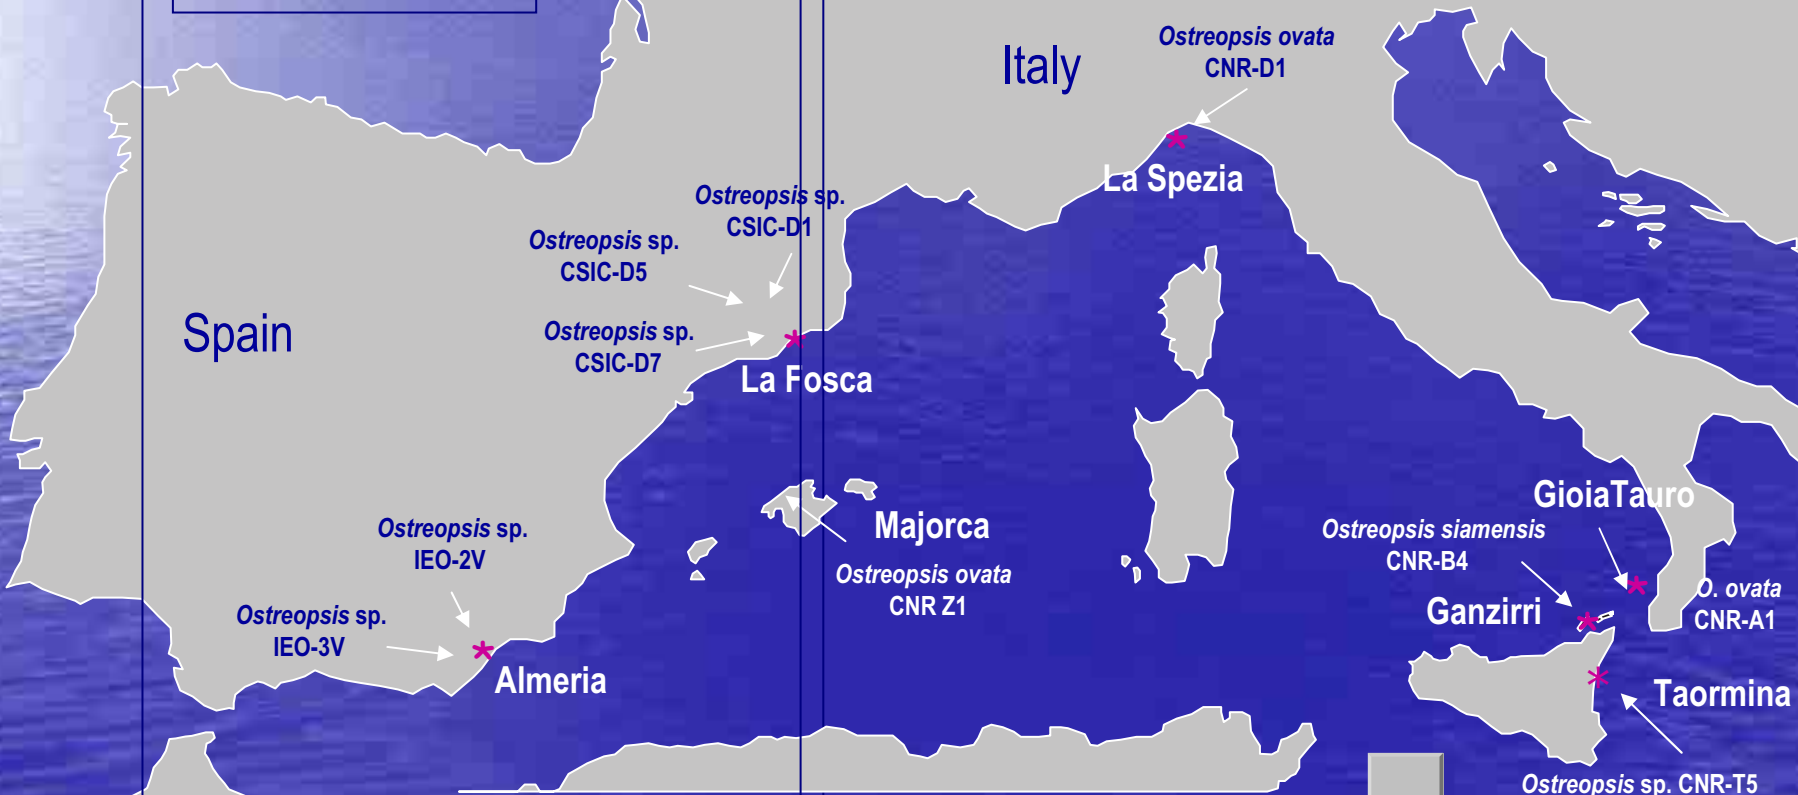 Ostreopsis ovata
CNR-D1
Italy
La Spezia
Ostreopsis sp.
CSIC-D1
Ostreopsis sp.
CSIC-D5
Spain
Ostreopsis sp.
CSIC-D7
La Fosca
GioiaTauro
Majorca
Ostreopsis siamensis
CNR-B4
Ostreopsis sp.
IEO-2V
Ostreopsis ovata
CNR Z1
O. ovata
CNR-A1
Ganzirri
Ostreopsis sp.
IEO-3V
Almeria
Taormina
Ostreopsis sp. CNR-T5